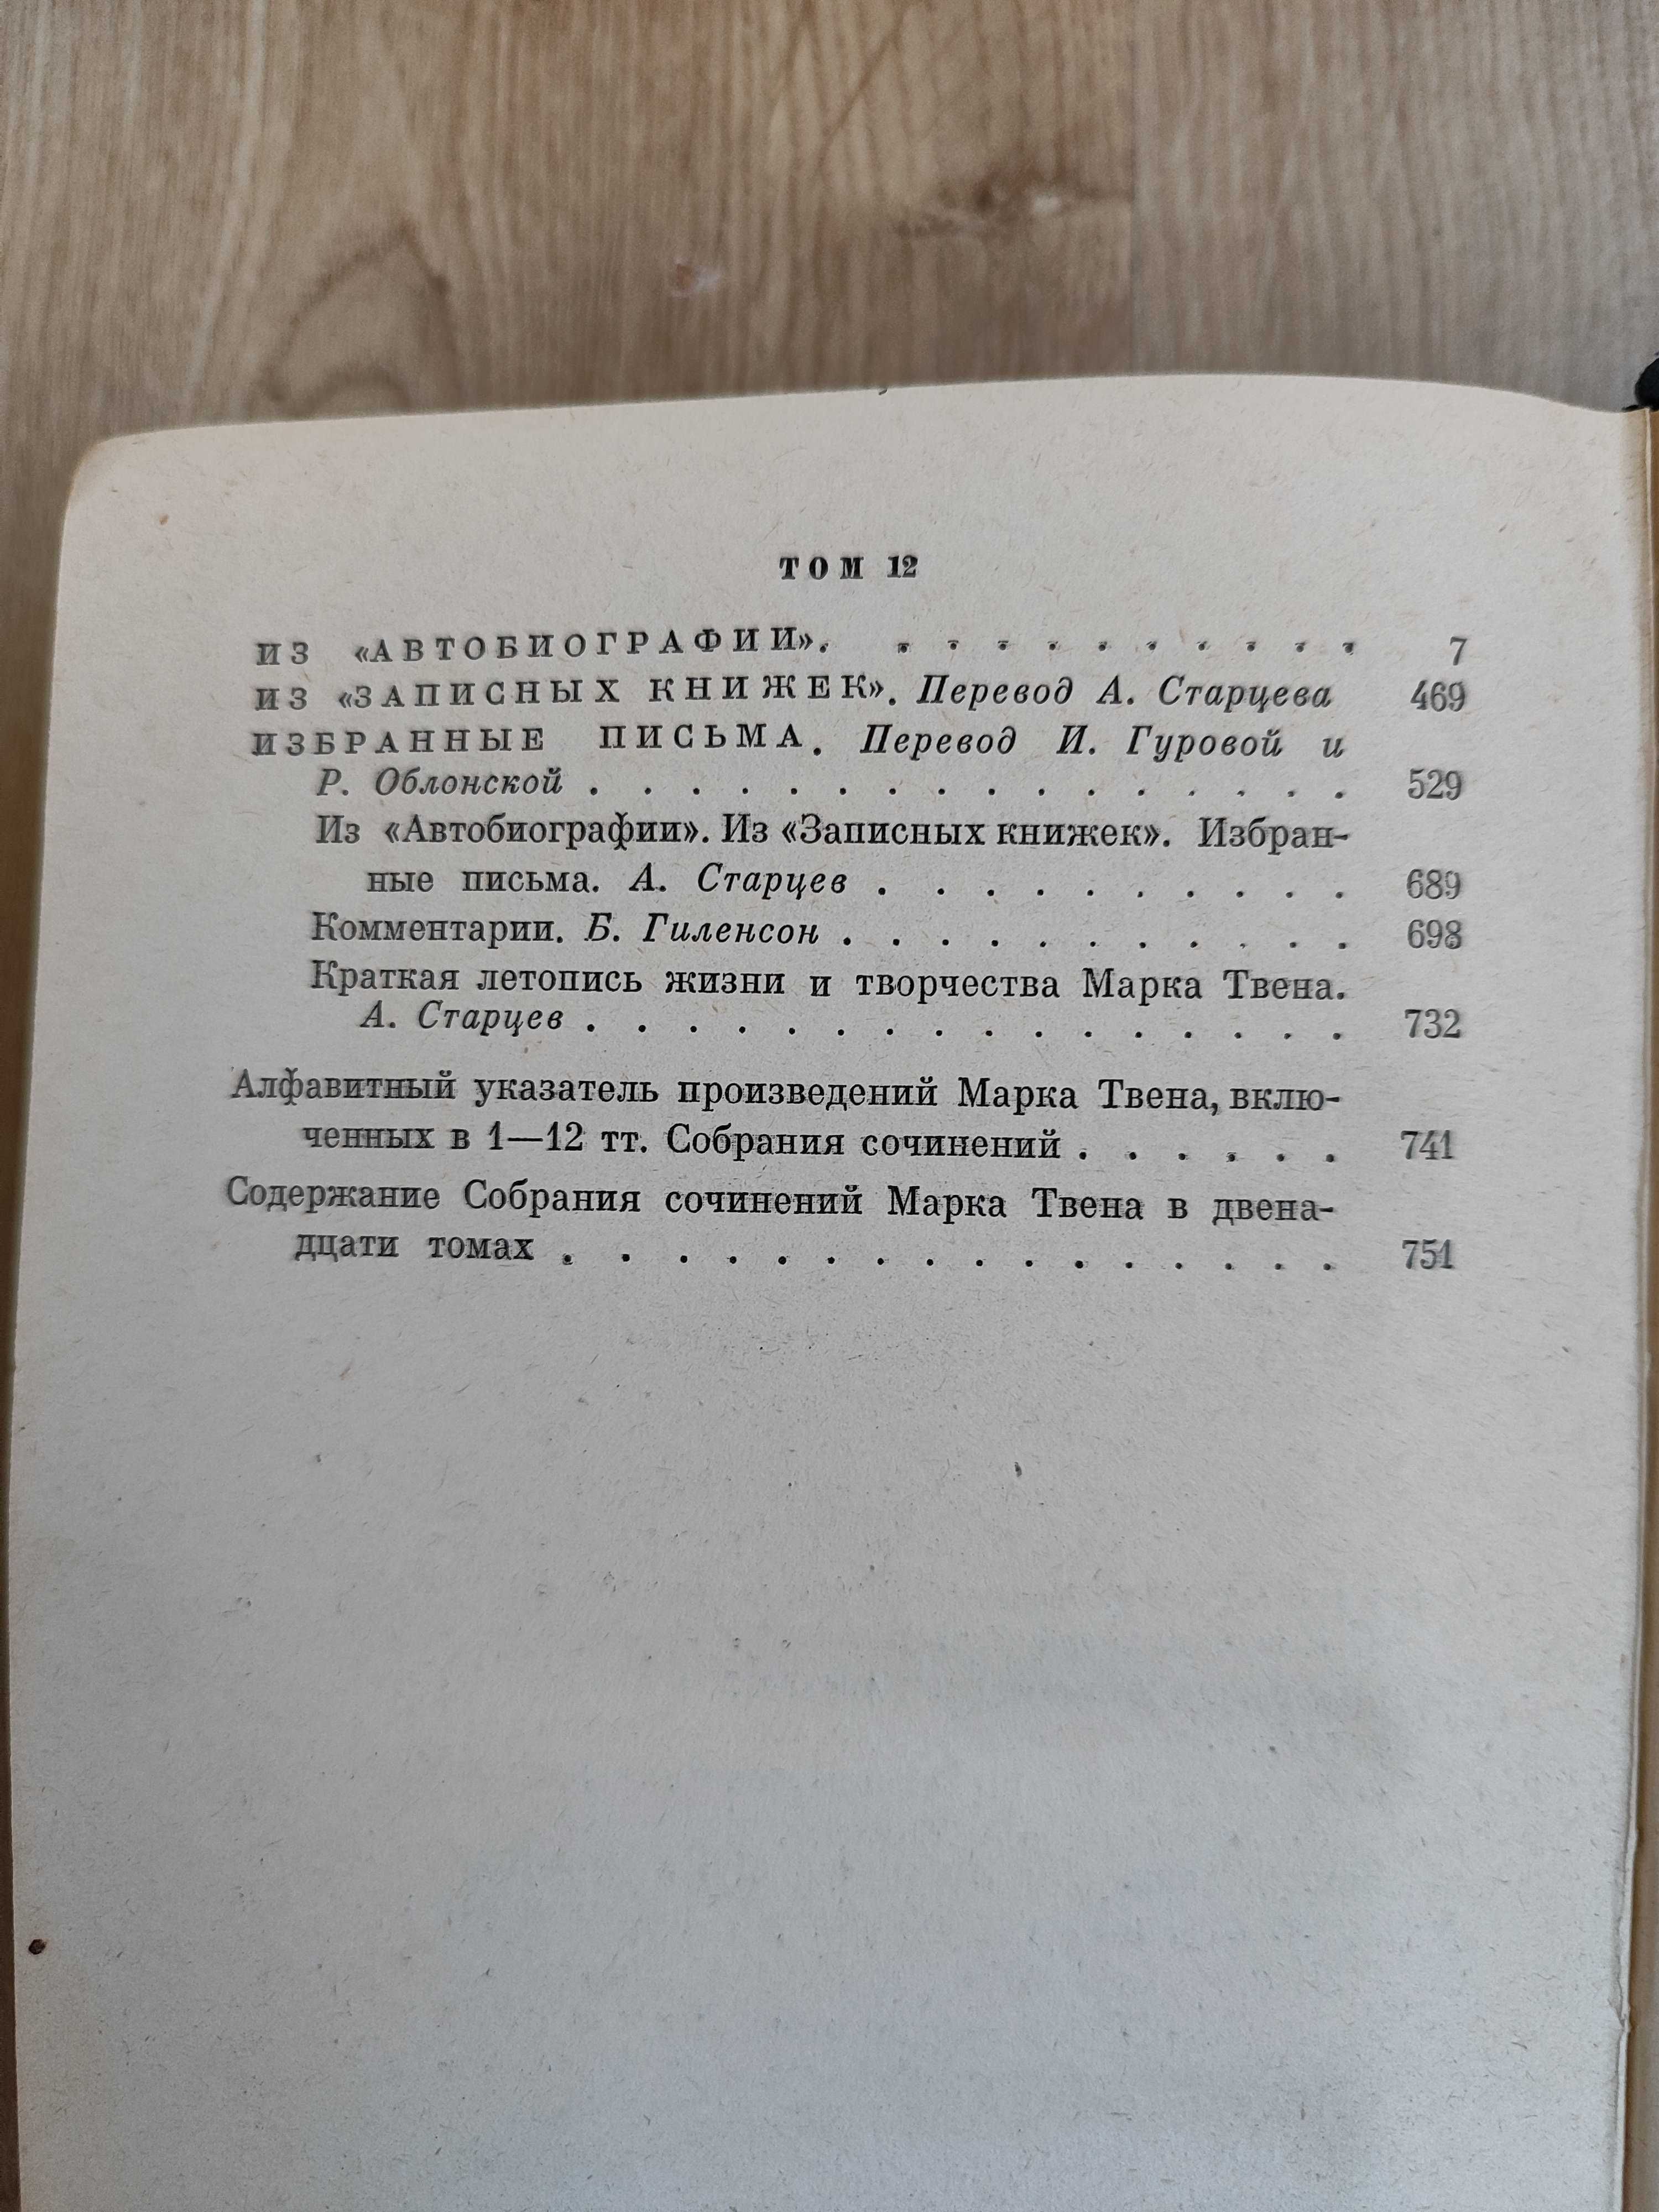 ТОМ 12
ИЗ «АВТОБИОГРАФИИ». . . . . . . . . . . 7
ИЗ «ЗАПИСНЫХ КНИЖЕК». Перевод А. Старцева 469
ИЗБРАННЫЕ ПИСЬМА. Перевод И. Гуровой и
Р. Облонской . . . . . . . . . . . . . . . . 529
Из «Автобиографии». Из «Записных книжек». Избран-
ные письма. А. Старцев . . . . . . . . . . 689
Комментарии. Б. Гиленсон . . . . . . . . . . . 698
Краткая летопись жизни и творчества Марка Твена.
А. Старцев . . . . . . . . . . . . . . . . 732
Алфавитный указатель произведений Марка Твена, вклю-
ченных в 1—12 тт. Собрания сочинений . . . . . . 741
Содержание Собрания сочинений Марка Твена в двена-
дцати томах . . . . . . . . . . . . . . . . 751